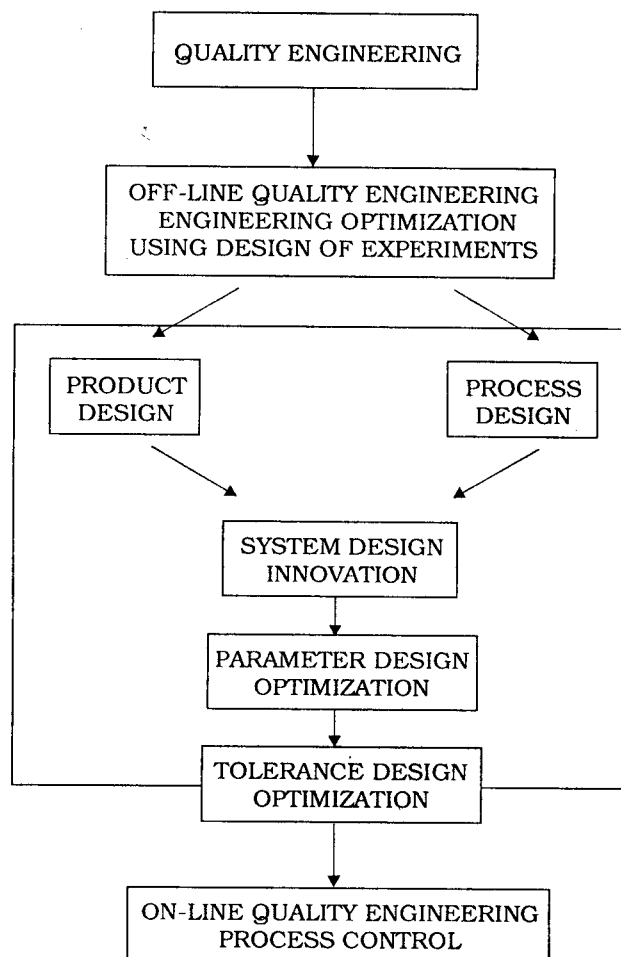 QUALITY ENGINEERING
OFF-LINE QUALITY ENGINEERING
ENGINEERING OPTIMIZATION
USING DESIGN OF EXPERIMENTS
PRODUCT
DESIGN
PROCESS
DESIGN
SYSTEM DESIGN
INNOVATION
PARAMETER DESIGN
OPTIMIZATION
TOLERANCE DESIGN
OPTIMIZATION
ON-LINE QUALITY ENGINEERING
PROCESS CONTROL